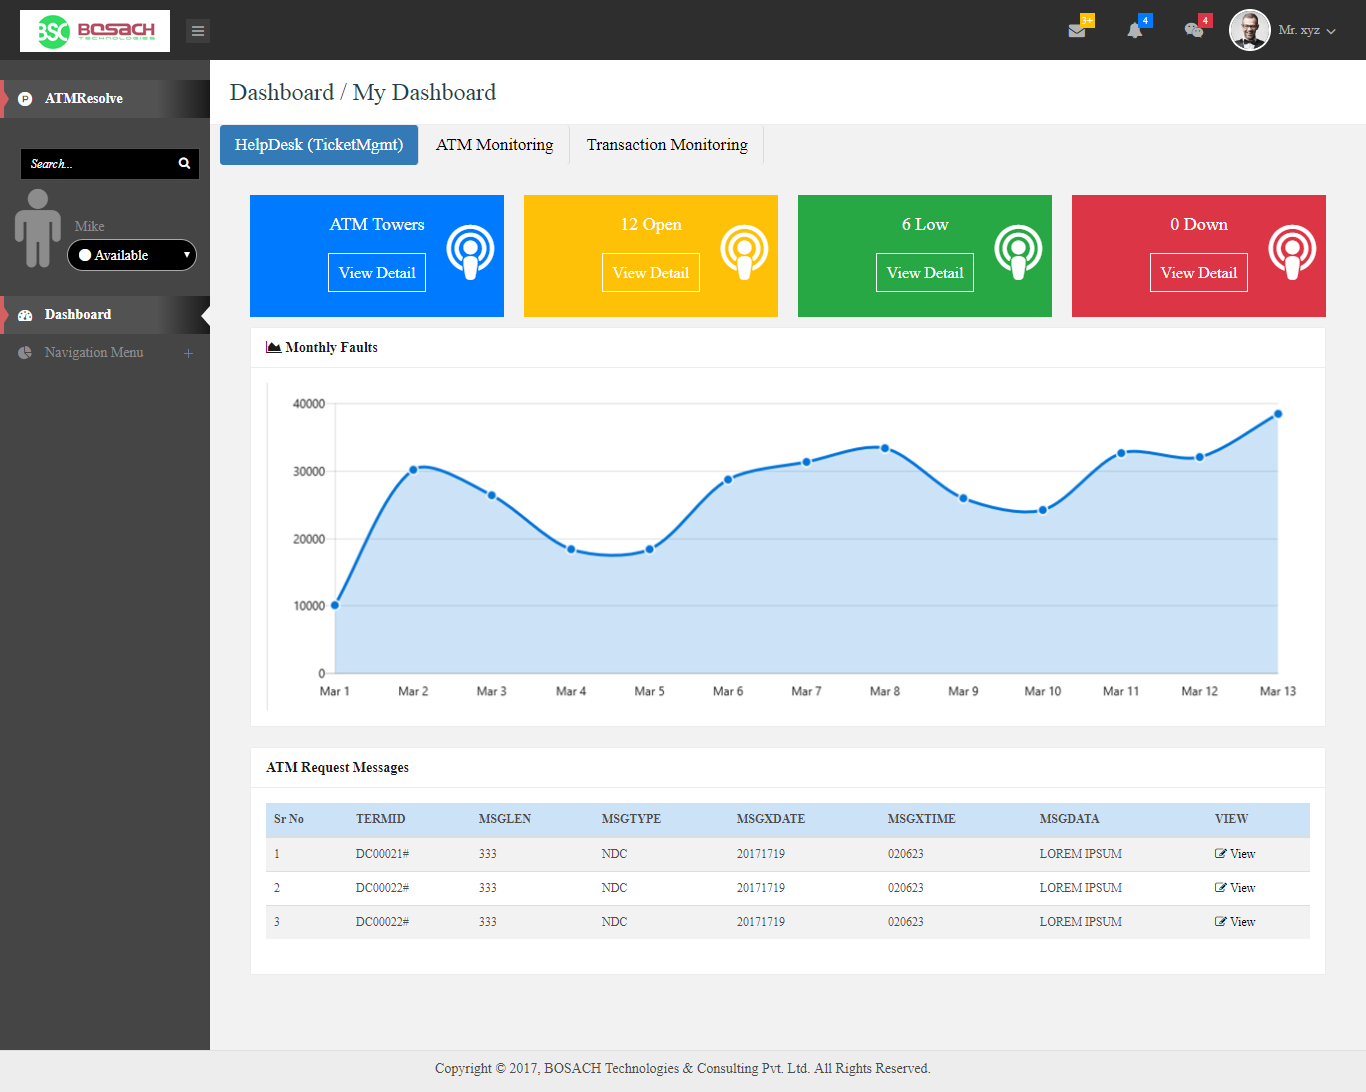 BSC BOSACH
TECHNOLOGIES
3+
4
4
Mr. xyz
P ATMResolve
Search...
Mike
Available
Dashboard
Navigation Menu +
Dashboard / My Dashboard
HelpDesk (TicketMgmt) ATM Monitoring Transaction Monitoring
ATM Towers
View Detail
12 Open
View Detail
6 Low
View Detail
0 Down
View Detail
Monthly Faults
40000
30000
20000
10000
0
Mar 1 Mar 2 Mar 3 Mar 4 Mar 5 Mar 6 Mar 7 Mar 8 Mar 9 Mar 10 Mar 11 Mar 12 Mar 13
ATM Request Messages
Sr No TERMID MSGLEN MSGTYPE MSGXDATE MSGXTIME MSGDATA VIEW
1 DC00021# 333 NDC 20171719 020623 LOREM IPSUM View
2 DC00022# 333 NDC 20171719 020623 LOREM IPSUM View
3 DC00022# 333 NDC 20171719 020623 LOREM IPSUM View
Copyright © 2017, BOSACH Technologies & Consulting Pvt. Ltd. All Rights Reserved.